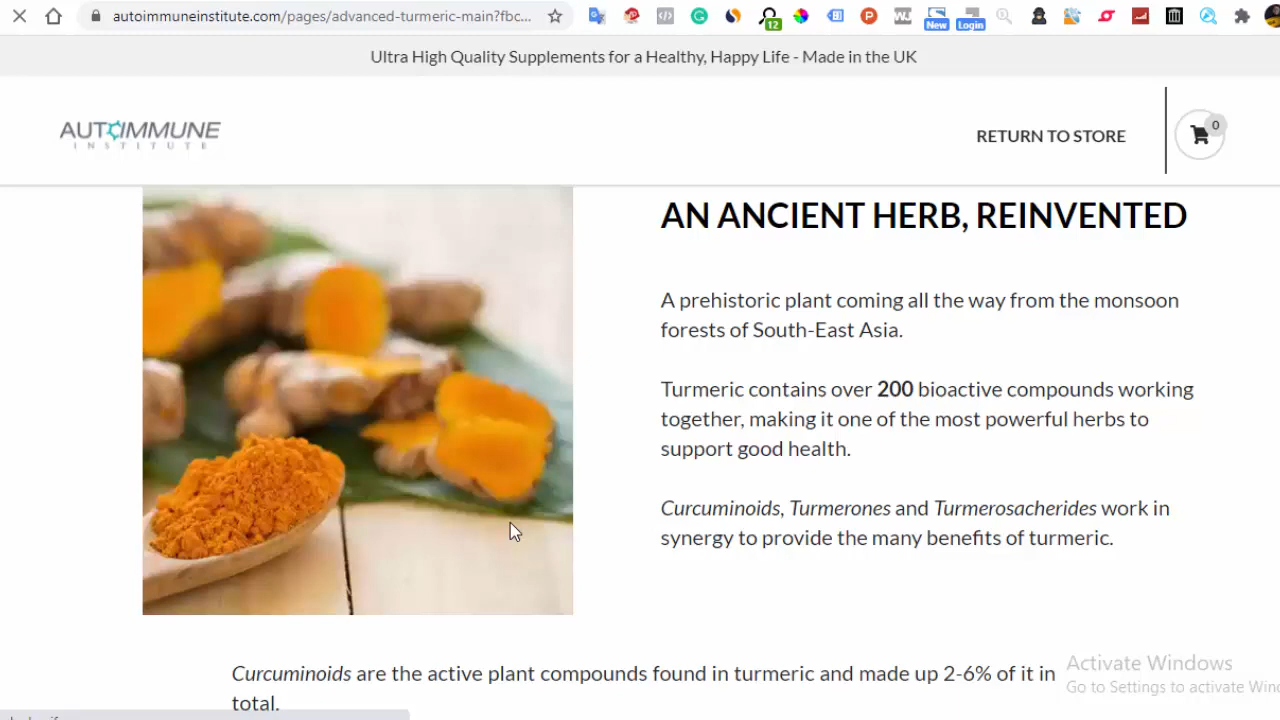 autoimmuneinstitute.com/pages/advanced-turmeric-main?fbc...
12
New
Login
Ultra High Quality Supplements for a Healthy, Happy Life - Made in the UK
AUTOIMMUNE
INSTITUTE
RETURN TO STORE
0
AN ANCIENT HERB, REINVENTED
A prehistoric plant coming all the way from the monsoon
forests of South-East Asia.
Turmeric contains over 200 bioactive compounds working
together, making it one of the most powerful herbs to
support good health.
Curcuminoids, Turmerones and Turmerosacherides work in
synergy to provide the many benefits of turmeric.
Curcuminoids are the active plant compounds found in turmeric and made up 2-6% of it in
total.
Activate Windows
Go to Settings to activate Win